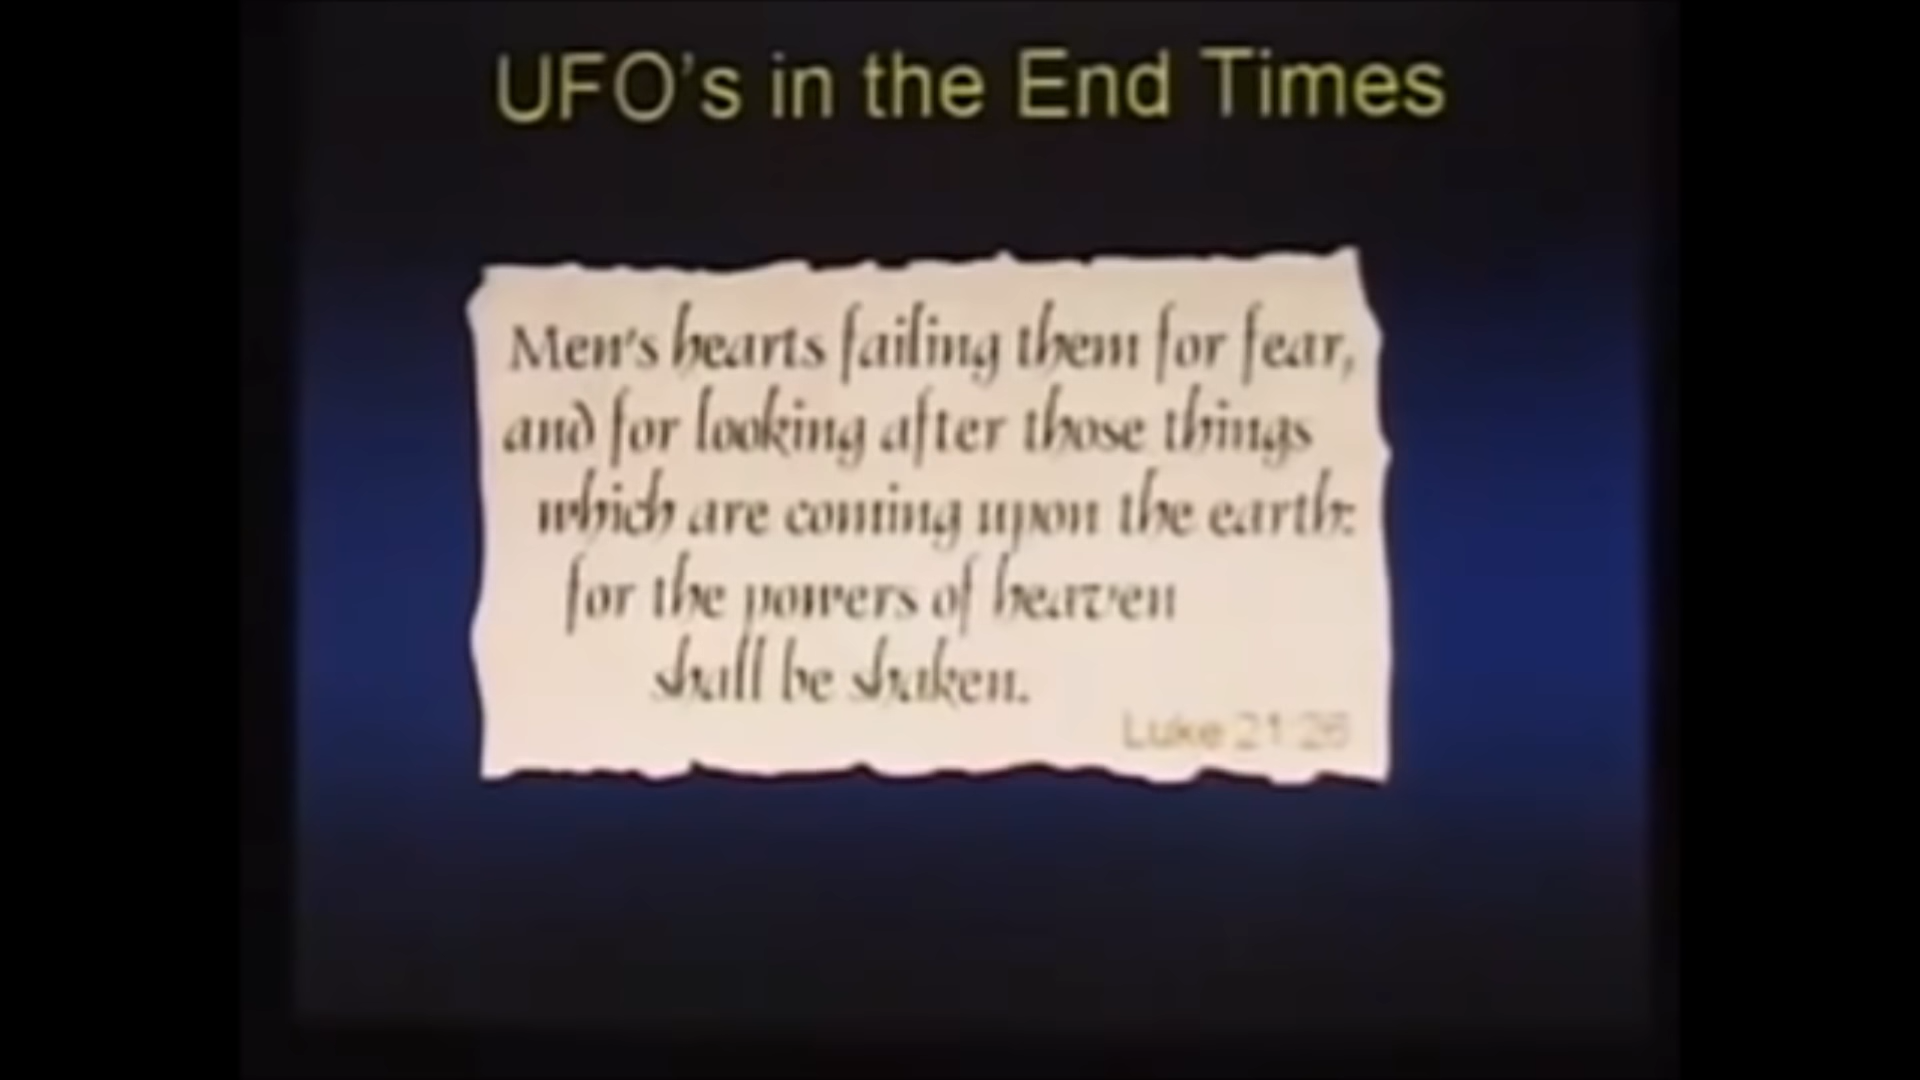 UFO's in the End Times
Men's hearts failing them for fear,
and for looking after those things
which are coming upon the earth:
for the powers of heaven
shall be shaken.
Luke 21:26